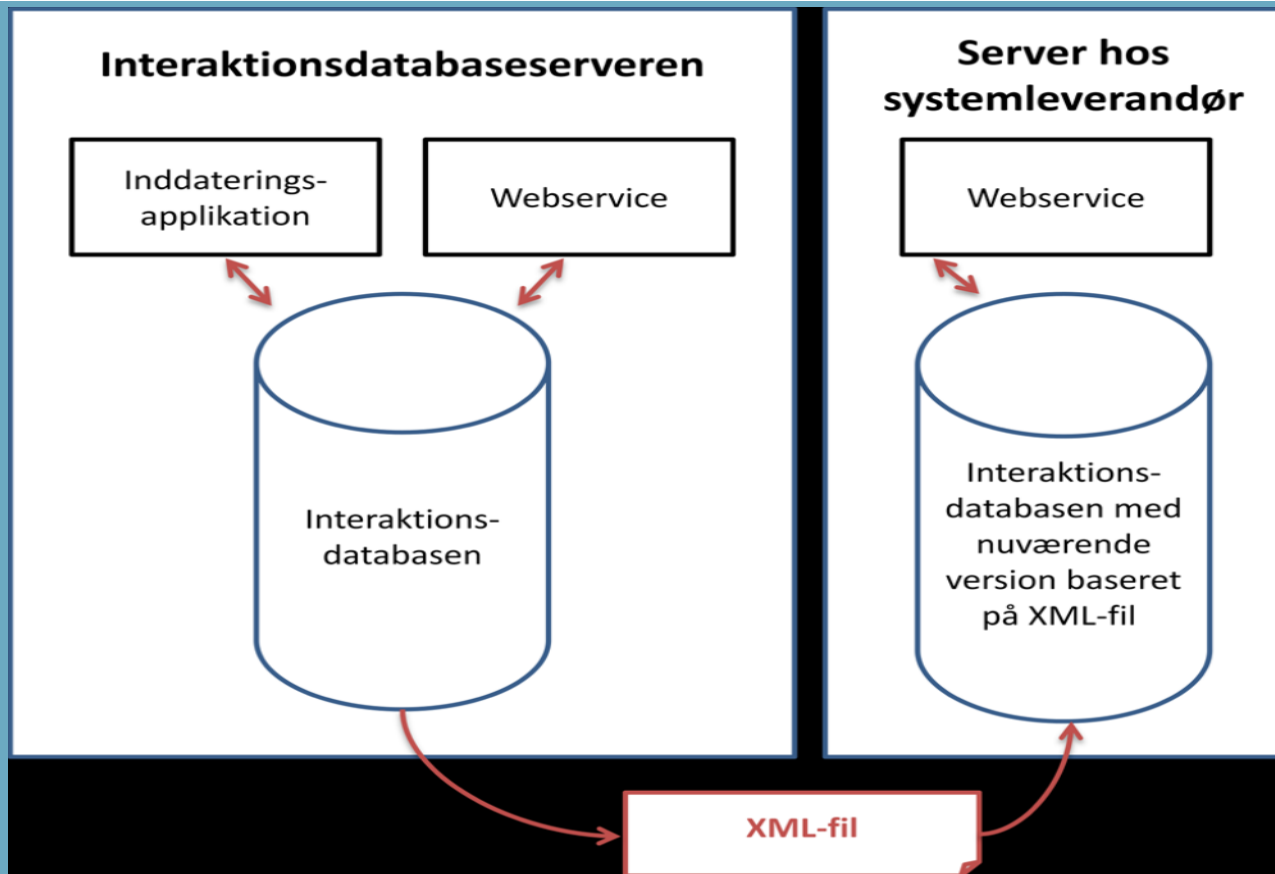 Interaktionsdatabaseserveren
Inddaterings-
applikation
Webservice
Interaktions-
databasen
Server hos
systemleverandør
Webservice
Interaktions-
databasen med
nuværende
version baseret
på XML-fil
XML-fil